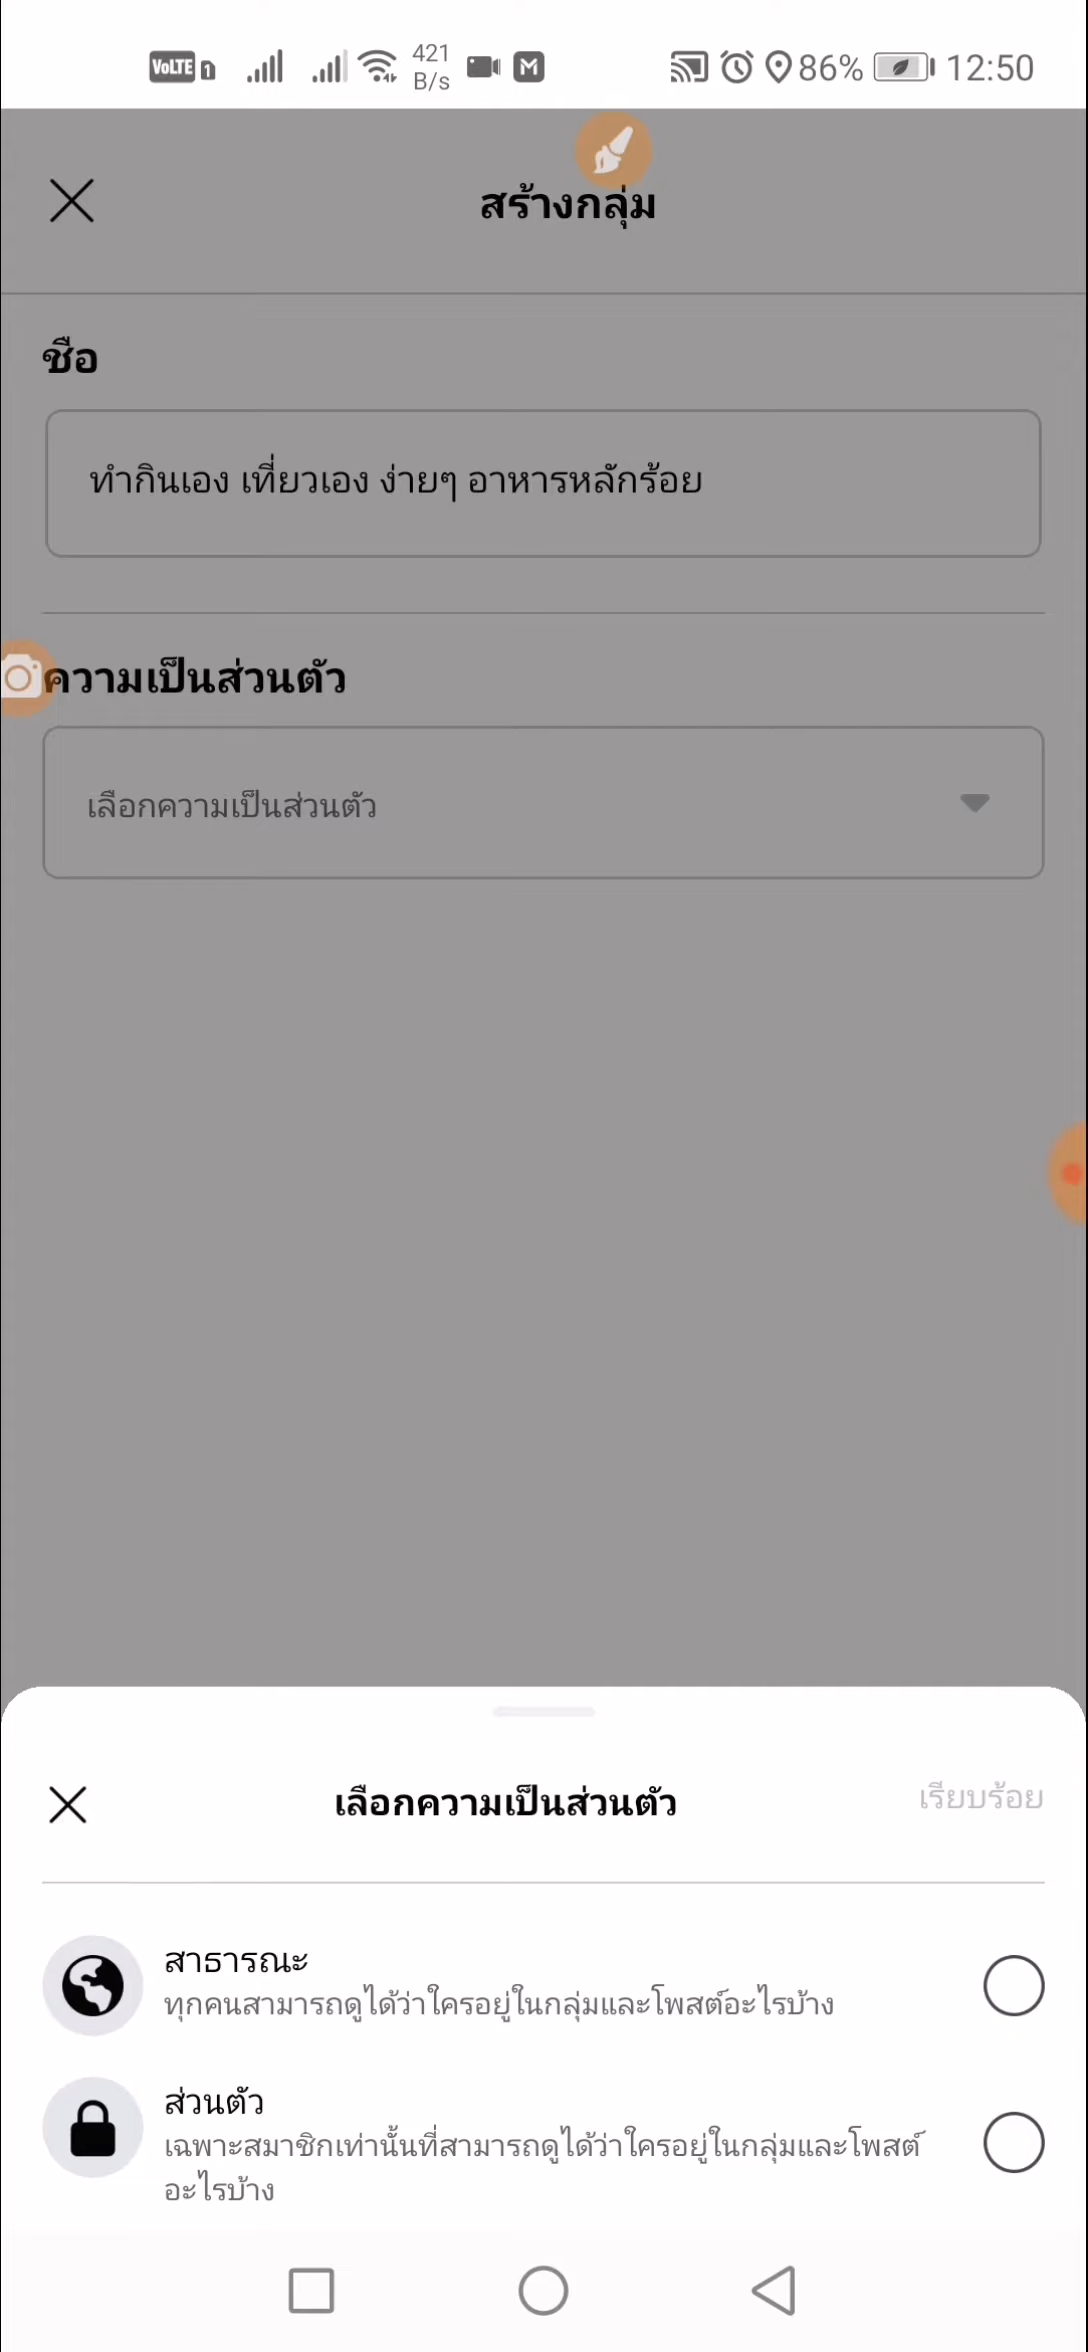 VoLTE 1 421 B/s M 86% 12:50
สร้างกลุ่ม
ชื่อ
ทำกินเอง เที่ยวเอง ง่ายๆ อาหารหลักร้อย
ความเป็นส่วนตัว
เลือกความเป็นส่วนตัว
เลือกความเป็นส่วนตัว เรียบร้อย
สาธารณะ
ทุกคนสามารถดูได้ว่าใครอยู่ในกลุ่มและโพสต์อะไรบ้าง
ส่วนตัว
เฉพาะสมาชิกเท่านั้นที่สามารถดูได้ว่าใครอยู่ในกลุ่มและโพสต์
อะไรบ้าง